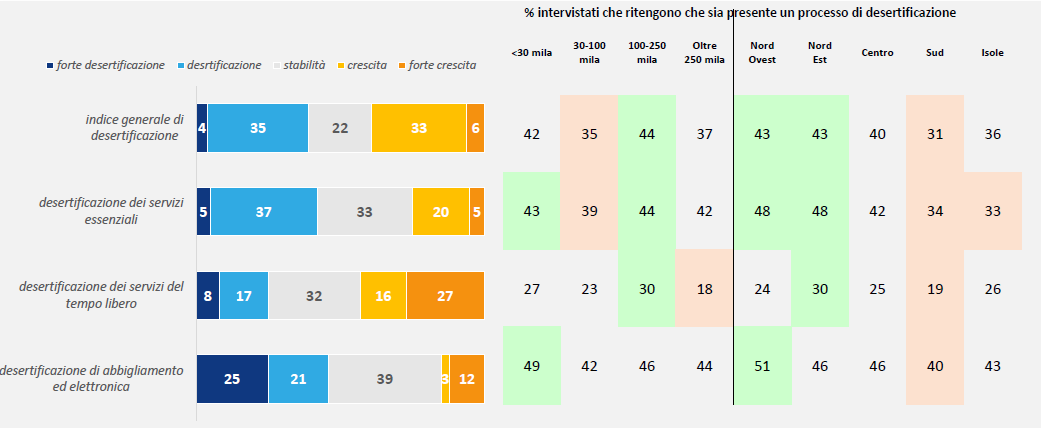 % intervistati che ritengono che sia presente un processo di desertificazione
forte desertificazione desrtificazione stabilità crescita forte crescita
<30 mila
30-100
mila
100-250
mila
Oltre
250 mila
Nord
Ovest
Nord
Est
Centro
Sud
Isole
indice generale di
desertificazione
4 35 22 33 6
42 35 44 37 43 43 40 31 36
desertificazione dei servizi
essenziali
5 37 33 20 5
43 39 44 42 48 48 42 34 33
desertificazione dei servizi del
tempo libero
8 17 32 16 27
27 23 30 18 24 30 25 19 26
desertificazione di abbigliamento
ed elettronica
25 21 39 3 12
49 42 46 44 51 46 46 40 43